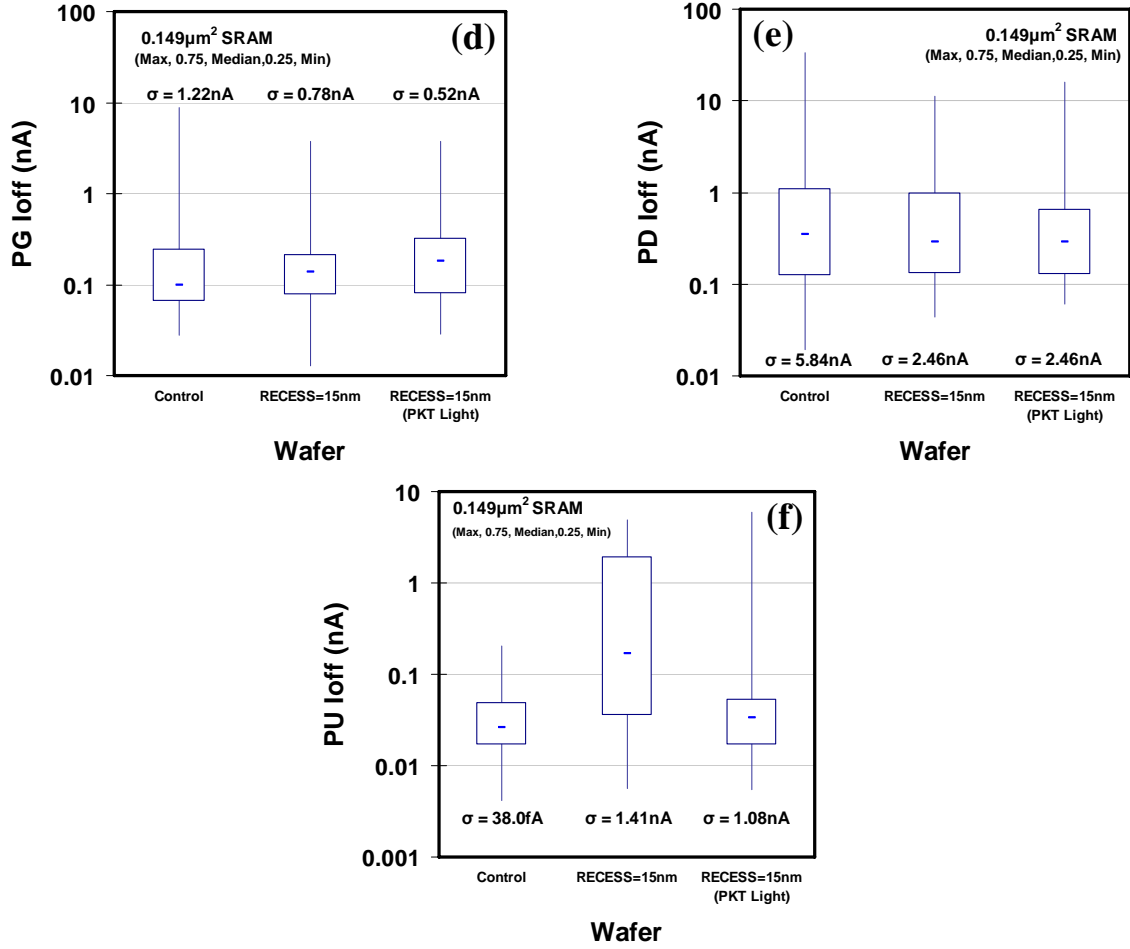 (d)
0.149µm² SRAM
(Max, 0.75, Median,0.25, Min)
σ = 1.22nA σ = 0.78nA σ = 0.52nA
PG Ioff (nA)
100
10
1
0.1
0.01
Control RECESS=15nm RECESS=15nm
(PKT Light)
Wafer
(e)
0.149µm² SRAM
(Max, 0.75, Median,0.25, Min)
PD Ioff (nA)
100
10
1
0.1
0.01
σ = 5.84nA σ = 2.46nA σ = 2.46nA
Control RECESS=15nm RECESS=15nm
(PKT Light)
Wafer
(f)
0.149µm² SRAM
(Max, 0.75, Median,0.25, Min)
PU Ioff (nA)
10
1
0.1
0.01
0.001
σ = 38.0fA σ = 1.41nA σ = 1.08nA
Control RECESS=15nm RECESS=15nm
(PKT Light)
Wafer